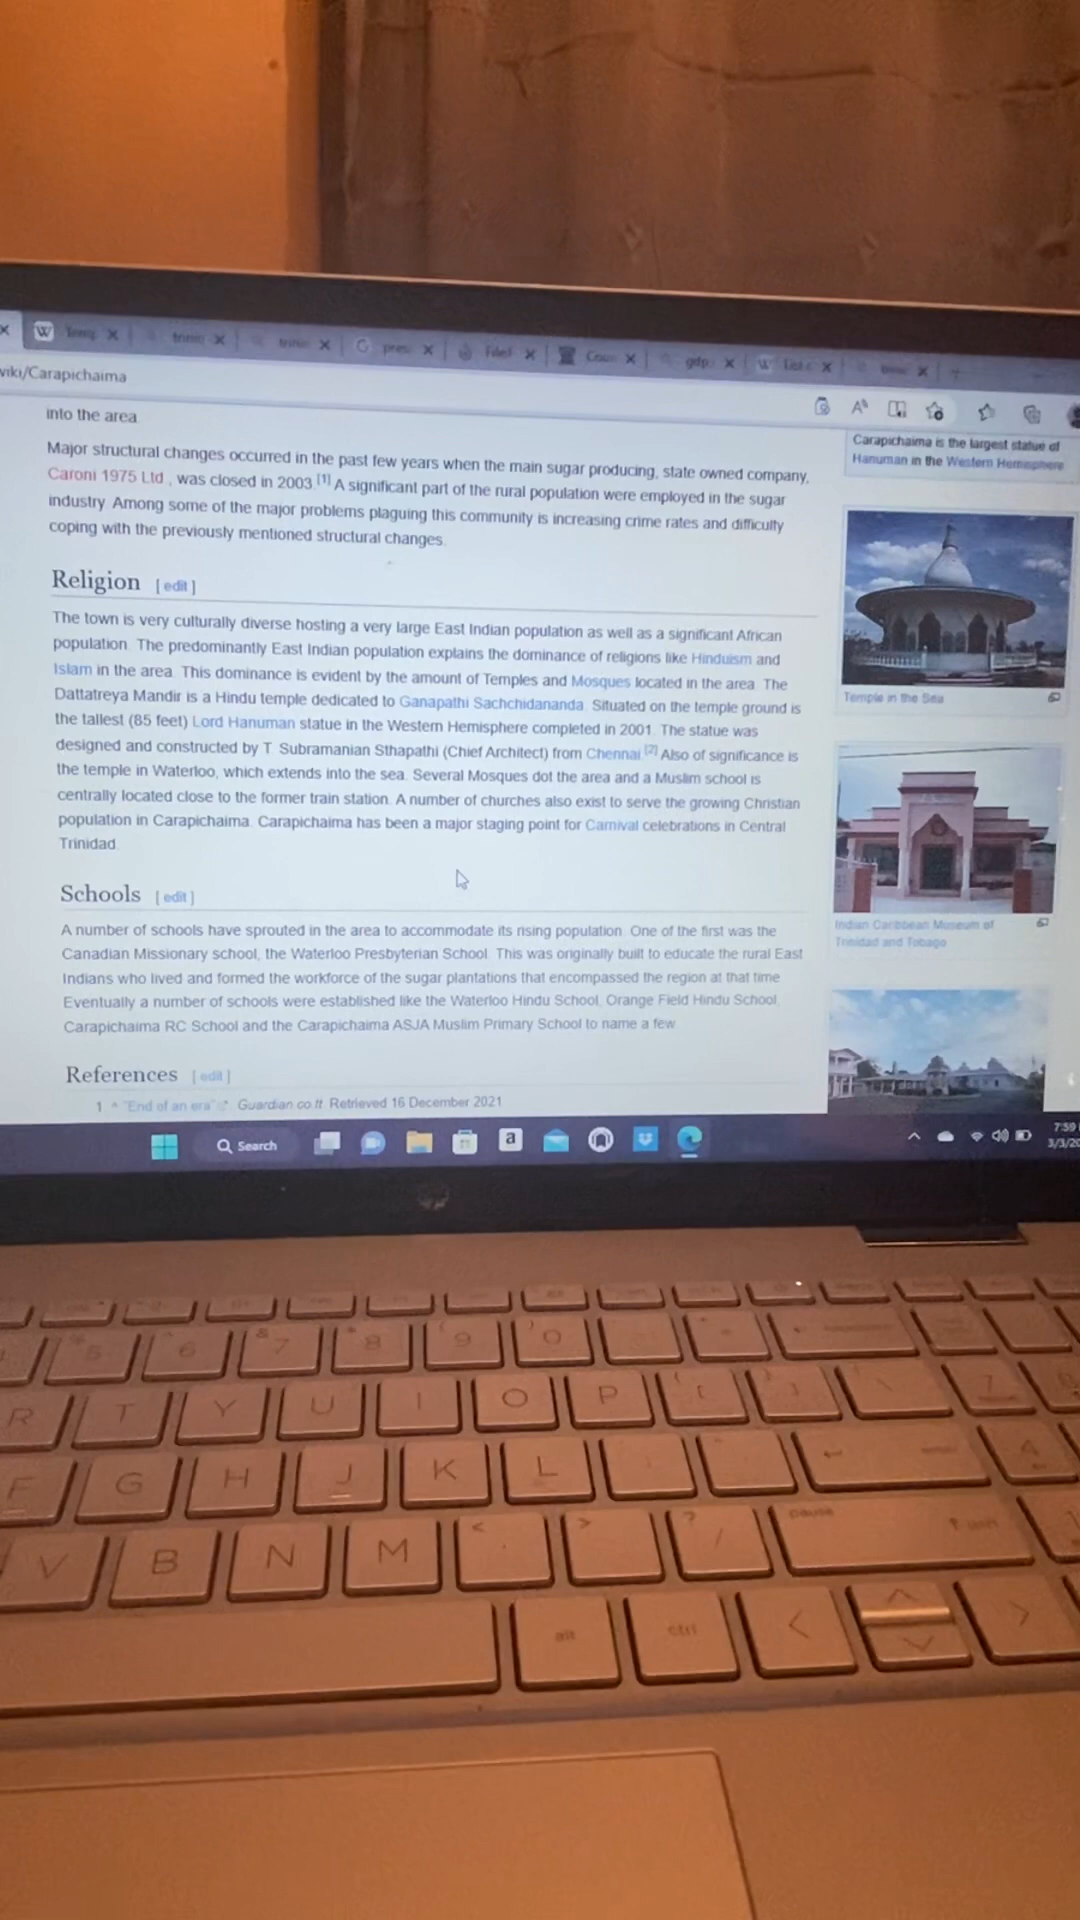 W
viki/Carapichaima
into the area.
Major structural changes occurred in the past few years when the main sugar producing, state owned company,
Caroni 1975 Ltd , was closed in 2003.[1] A significant part of the rural population were employed in the sugar
industry. Among some of the major problems plaguing this community is increasing crime rates and difficulty
coping with the previously mentioned structural changes.
Religion [ edit ]
The town is very culturally diverse hosting a very large East Indian population as well as a significant African
population. The predominantly East Indian population explains the dominance of religions like Hinduism and
Islam in the area. This dominance is evident by the amount of Temples and Mosques located in the area. The
Dattatreya Mandir is a Hindu temple dedicated to Ganapathi Sachchidananda. Situated on the temple ground is
the tallest (85 feet) Lord Hanuman statue in the Western Hemisphere completed in 2001. The statue was
designed and constructed by T. Subramanian Sthapathi (Chief Architect) from Chennai.[2] Also of significance is
the temple in Waterloo, which extends into the sea. Several Mosques dot the area and a Muslim school is
centrally located close to the former train station. A number of churches also exist to serve the growing Christian
population in Carapichaima. Carapichaima has been a major staging point for Carnival celebrations in Central
Trinidad.
Schools [ edit ]
A number of schools have sprouted in the area to accommodate its rising population. One of the first was the
Canadian Missionary school, the Waterloo Presbyterian School. This was originally built to educate the rural East
Indians who lived and formed the workforce of the sugar plantations that encompassed the region at that time.
Eventually a number of schools were established like the Waterloo Hindu School, Orange Field Hindu School,
Carapichaima RC School and the Carapichaima ASJA Muslim Primary School to name a few.
References [ edit ]
1. ^ "End of an era". Guardian.co.tt. Retrieved 16 December 2021.
Carapichaima is the largest statue of
Hanuman in the Western Hemisphere
Temple in the Sea
Indian Caribbean Museum of
Trinidad and Tobago
Search
a
7:59
3/3/20
5 6 & 7 8 9 0
R T Y U I O P [ ] \ 7
F G H J K L enter 4
V B N M < > ? / pause shift
alt ctrl